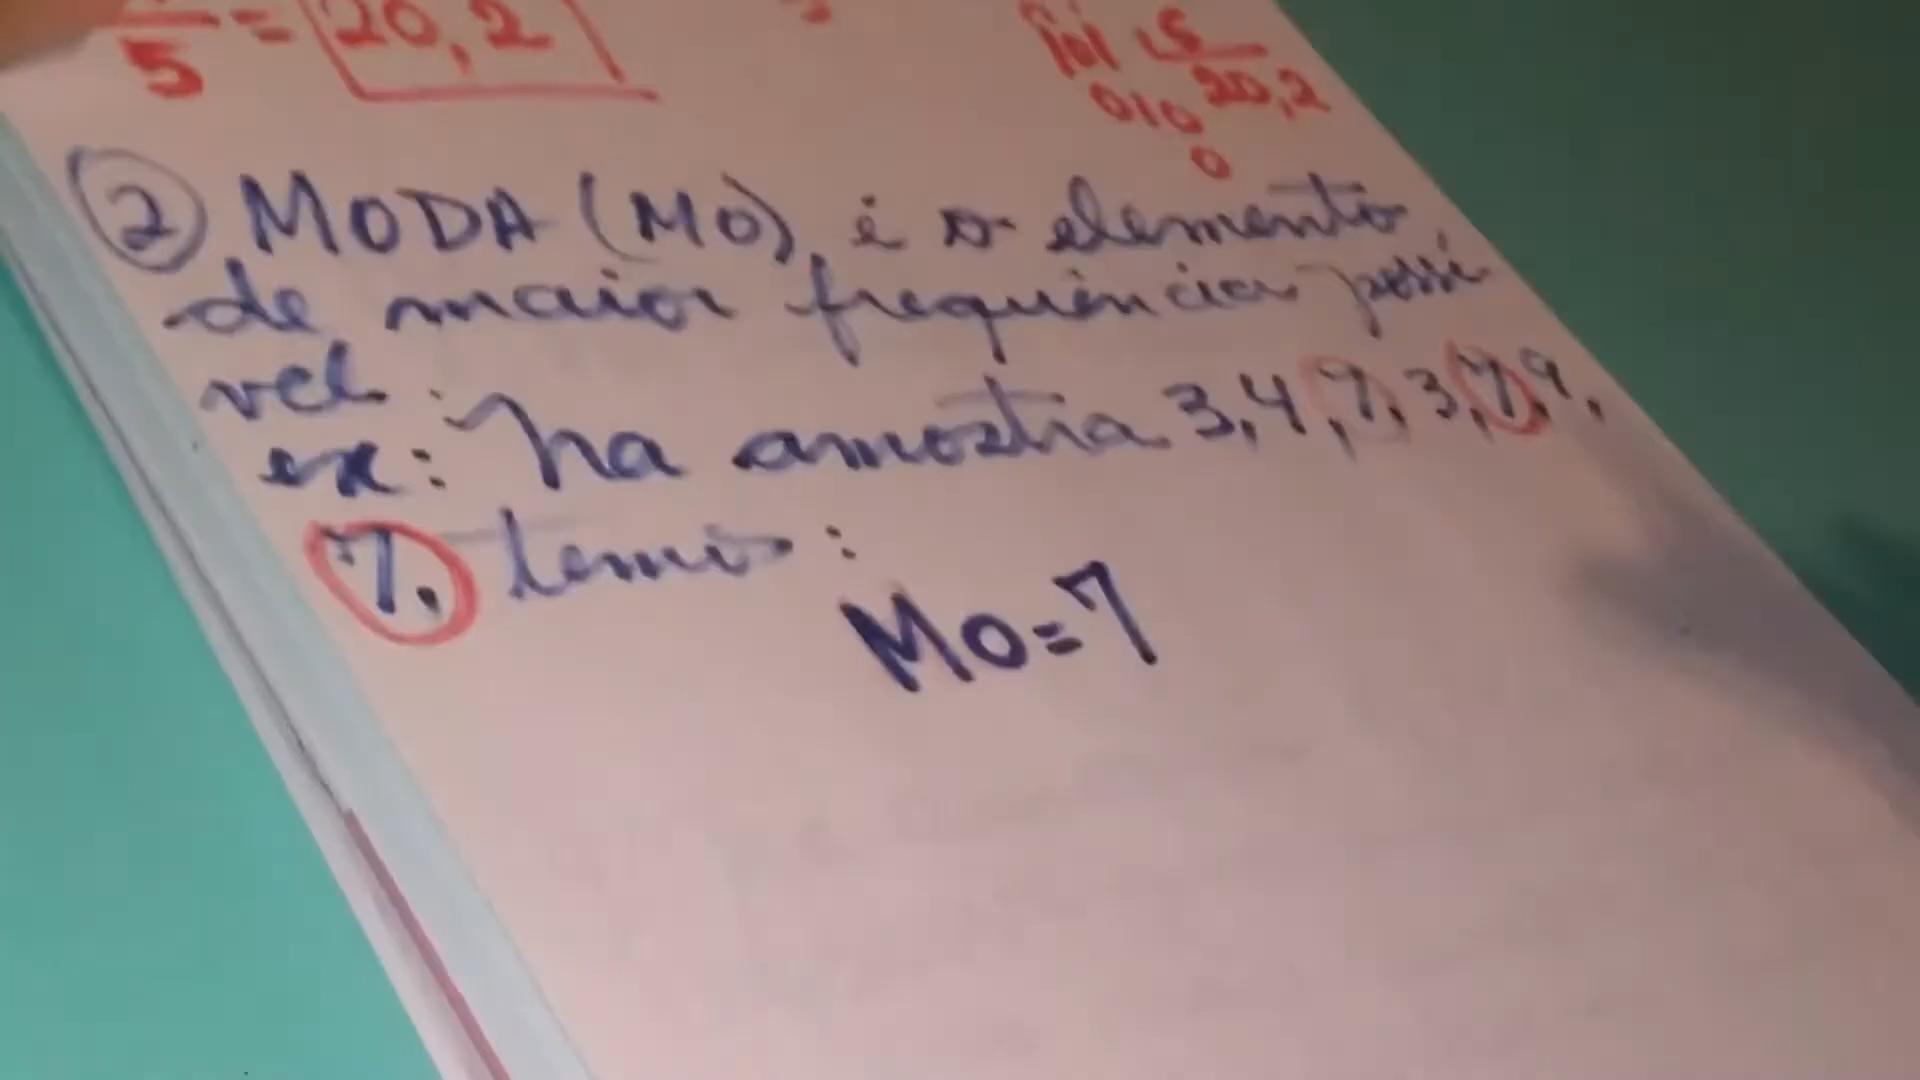 5 = 20,2
101 5
010 20,2
0
2 MODA (MO) é o elemento
de maior frequência possí
vel.
ex: na amostra 3, 4, 7, 3, 7, 9,
7, temos:
Mo=7